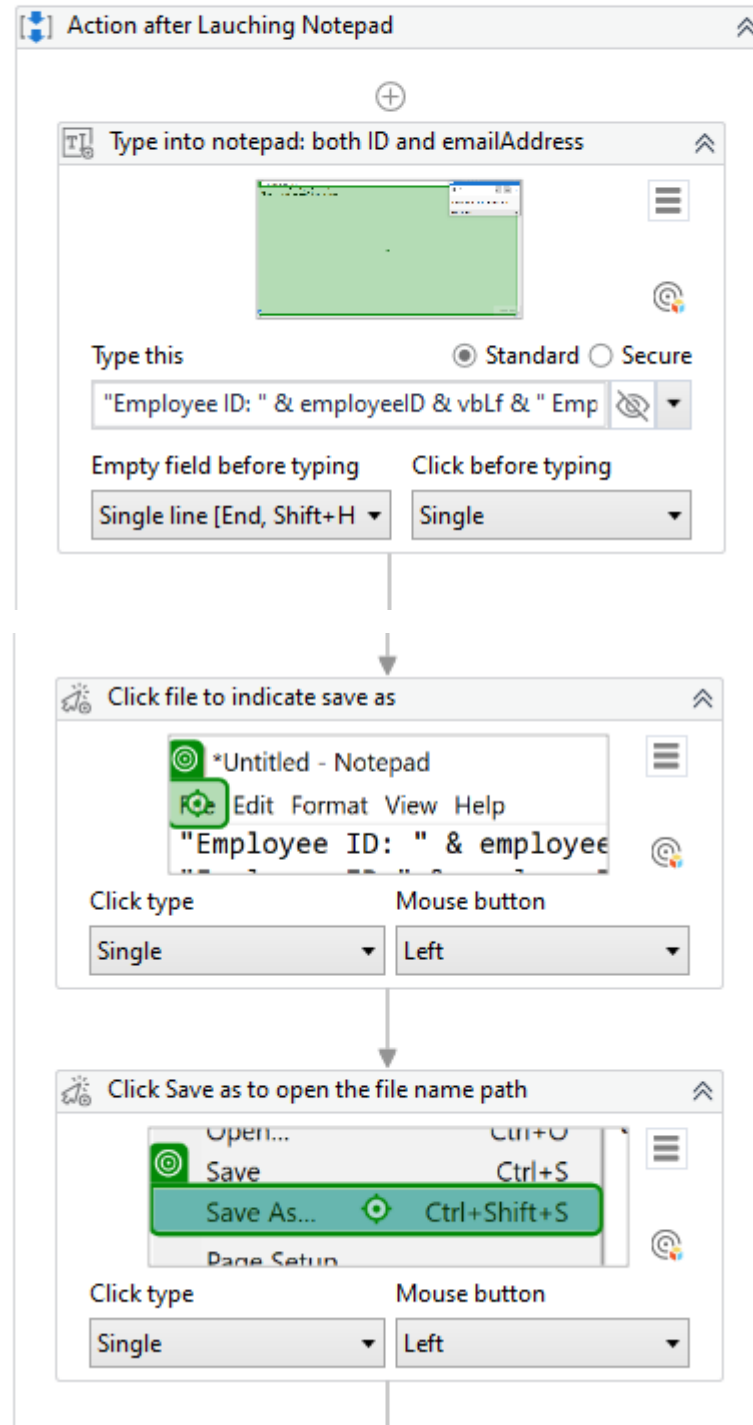 Action after Lauching Notepad
Type into notepad: both ID and emailAddress
Type this
Standard Secure
"Employee ID: " & employeeID & vbLf & " Emp
Empty field before typing Click before typing
Single line [End, Shift+H Single
Click file to indicate save as
*Untitled - Notepad
File Edit Format View Help
"Employee ID: " & employee
Click type Mouse button
Single Left
Click Save as to open the file name path
Open... Ctrl+O
Save Ctrl+S
Save As... Ctrl+Shift+S
Page Setup
Click type Mouse button
Single Left